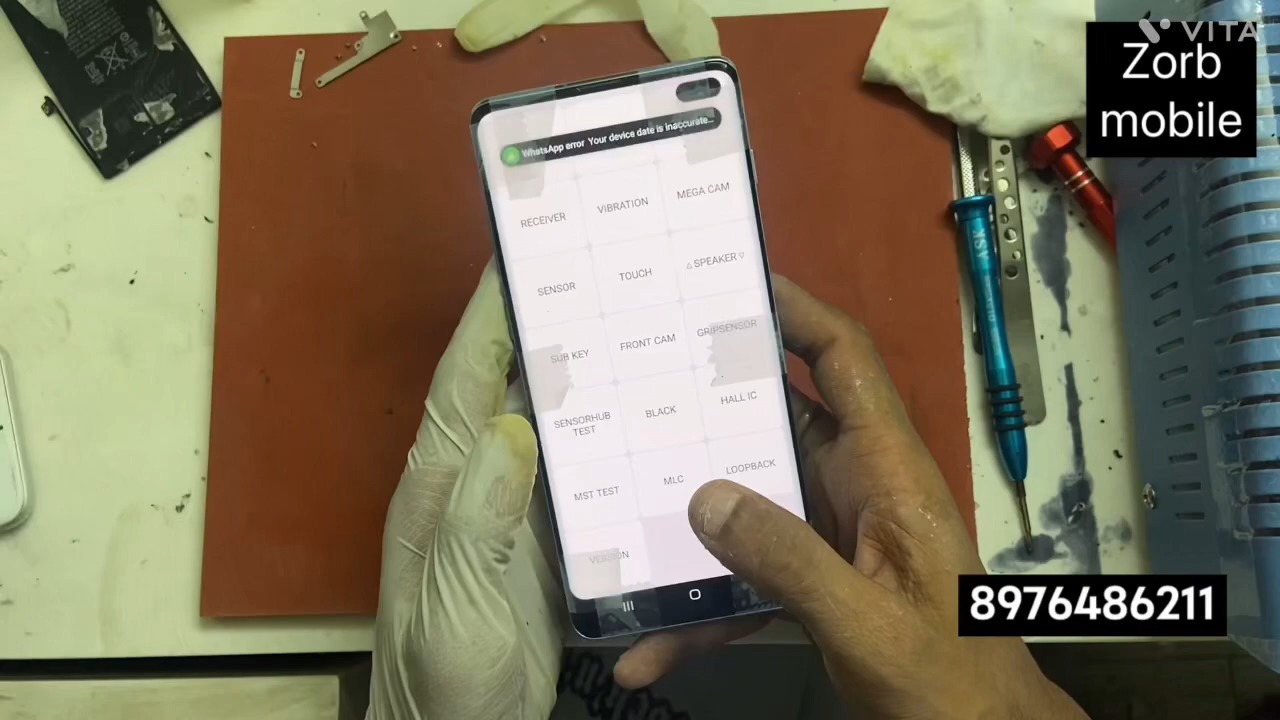 VITA
Zorb
mobile
WhatsApp error Your device date is inaccurate...
RECEIVER
VIBRATION
MEGA CAM
SENSOR
TOUCH
△ SPEAKER ▽
SUB KEY
FRONT CAM
GRIPSENSOR
SENSORHUB
TEST
BLACK
HALL IC
MST TEST
MLC
LOOPBACK
8976486211